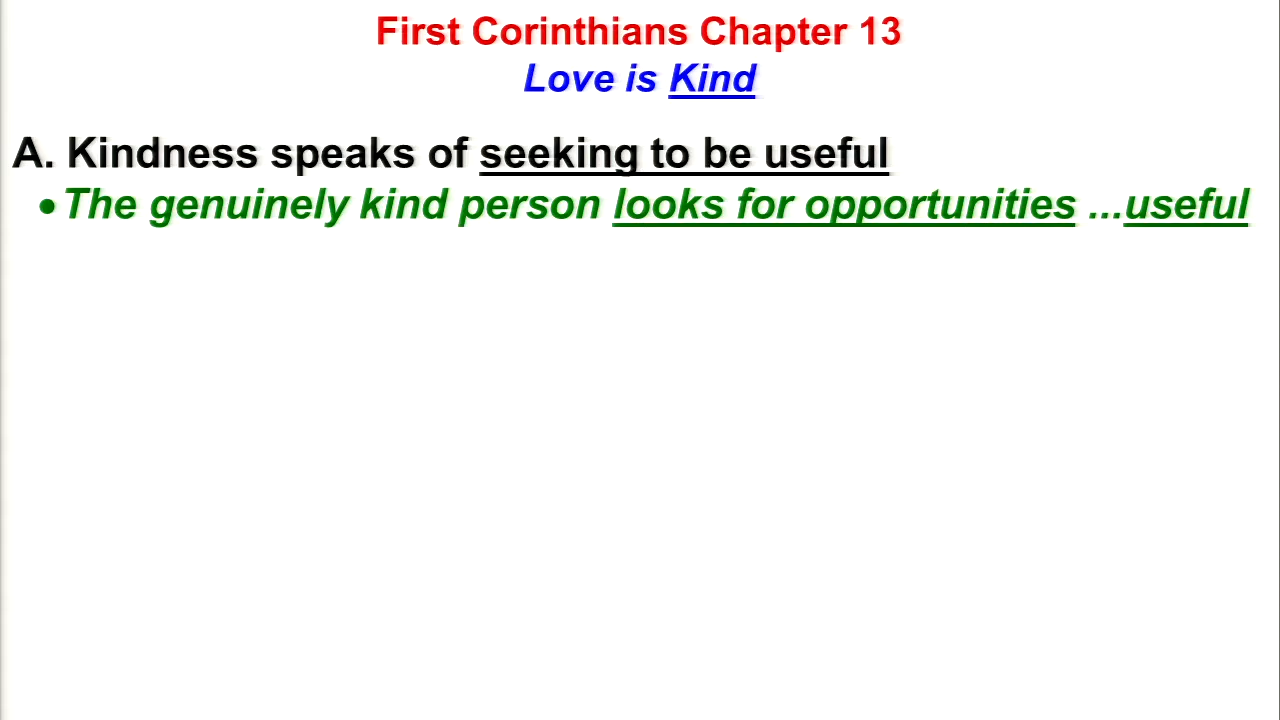 First Corinthians Chapter 13
Love is Kind
A. Kindness speaks of seeking to be useful
• The genuinely kind person looks for opportunities ...useful